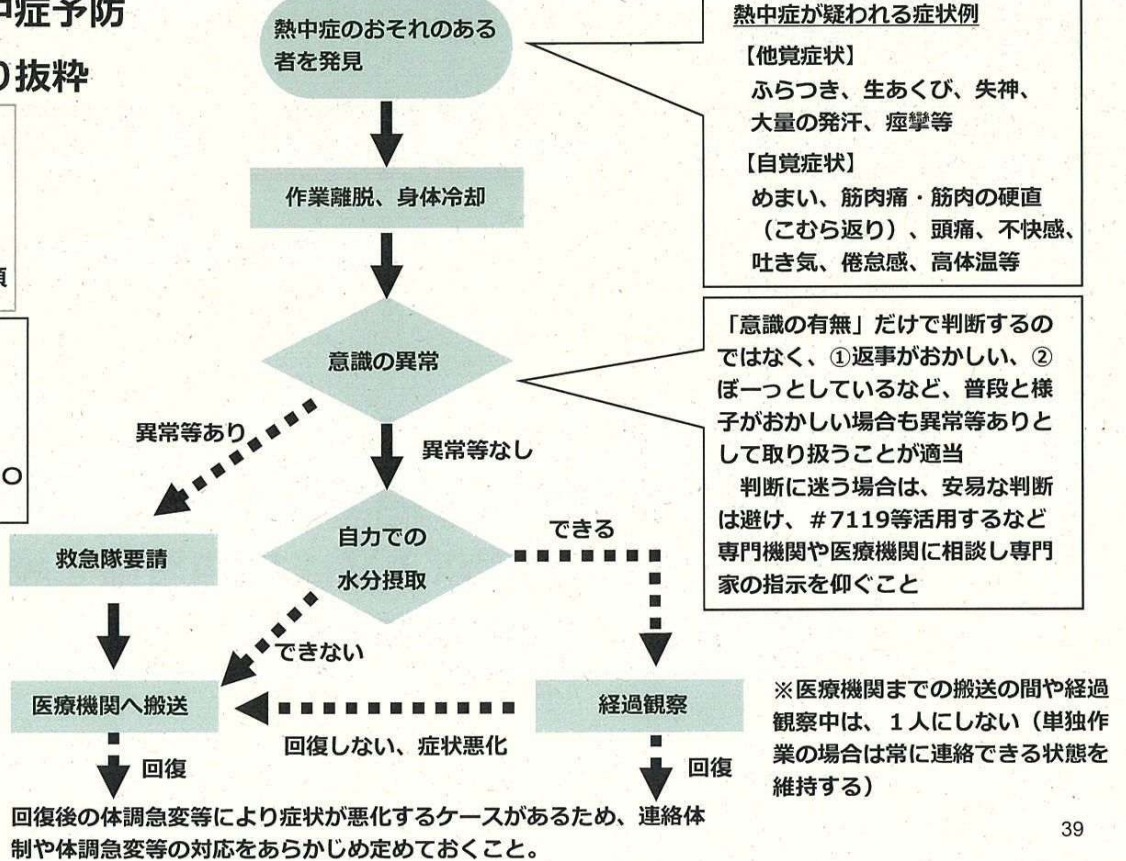 中症予防
り抜粋
熱中症のおそれのある
者を発見
作業離脱、身体冷却
意識の異常
異常等あり
異常等なし
自力での
水分摂取
できる
できない
救急隊要請
医療機関へ搬送
経過観察
回復しない、症状悪化
回復
回復
回復後の体調急変等により症状が悪化するケースがあるため、連絡体
制や体調急変等の対応をあらかじめ定めておくこと。
熱中症が疑われる症状例
【他覚症状】
ふらつき、生あくび、失神、
大量の発汗、痙攣等
【自覚症状】
めまい、筋肉痛・筋肉の硬直
（こむら返り）、頭痛、不快感、
吐き気、倦怠感、高体温等
「意識の有無」だけで判断するの
ではなく、①返事がおかしい、②
ぼーっとしているなど、普段と様
子がおかしい場合も異常等ありと
して取り扱うことが適当
判断に迷う場合は、安易な判断
は避け、＃7119等活用するなど
専門機関や医療機関に相談し専門
家の指示を仰ぐこと
※医療機関までの搬送の間や経過
観察中は、１人にしない（単独作
業の場合は常に連絡できる状態を
維持する）
39